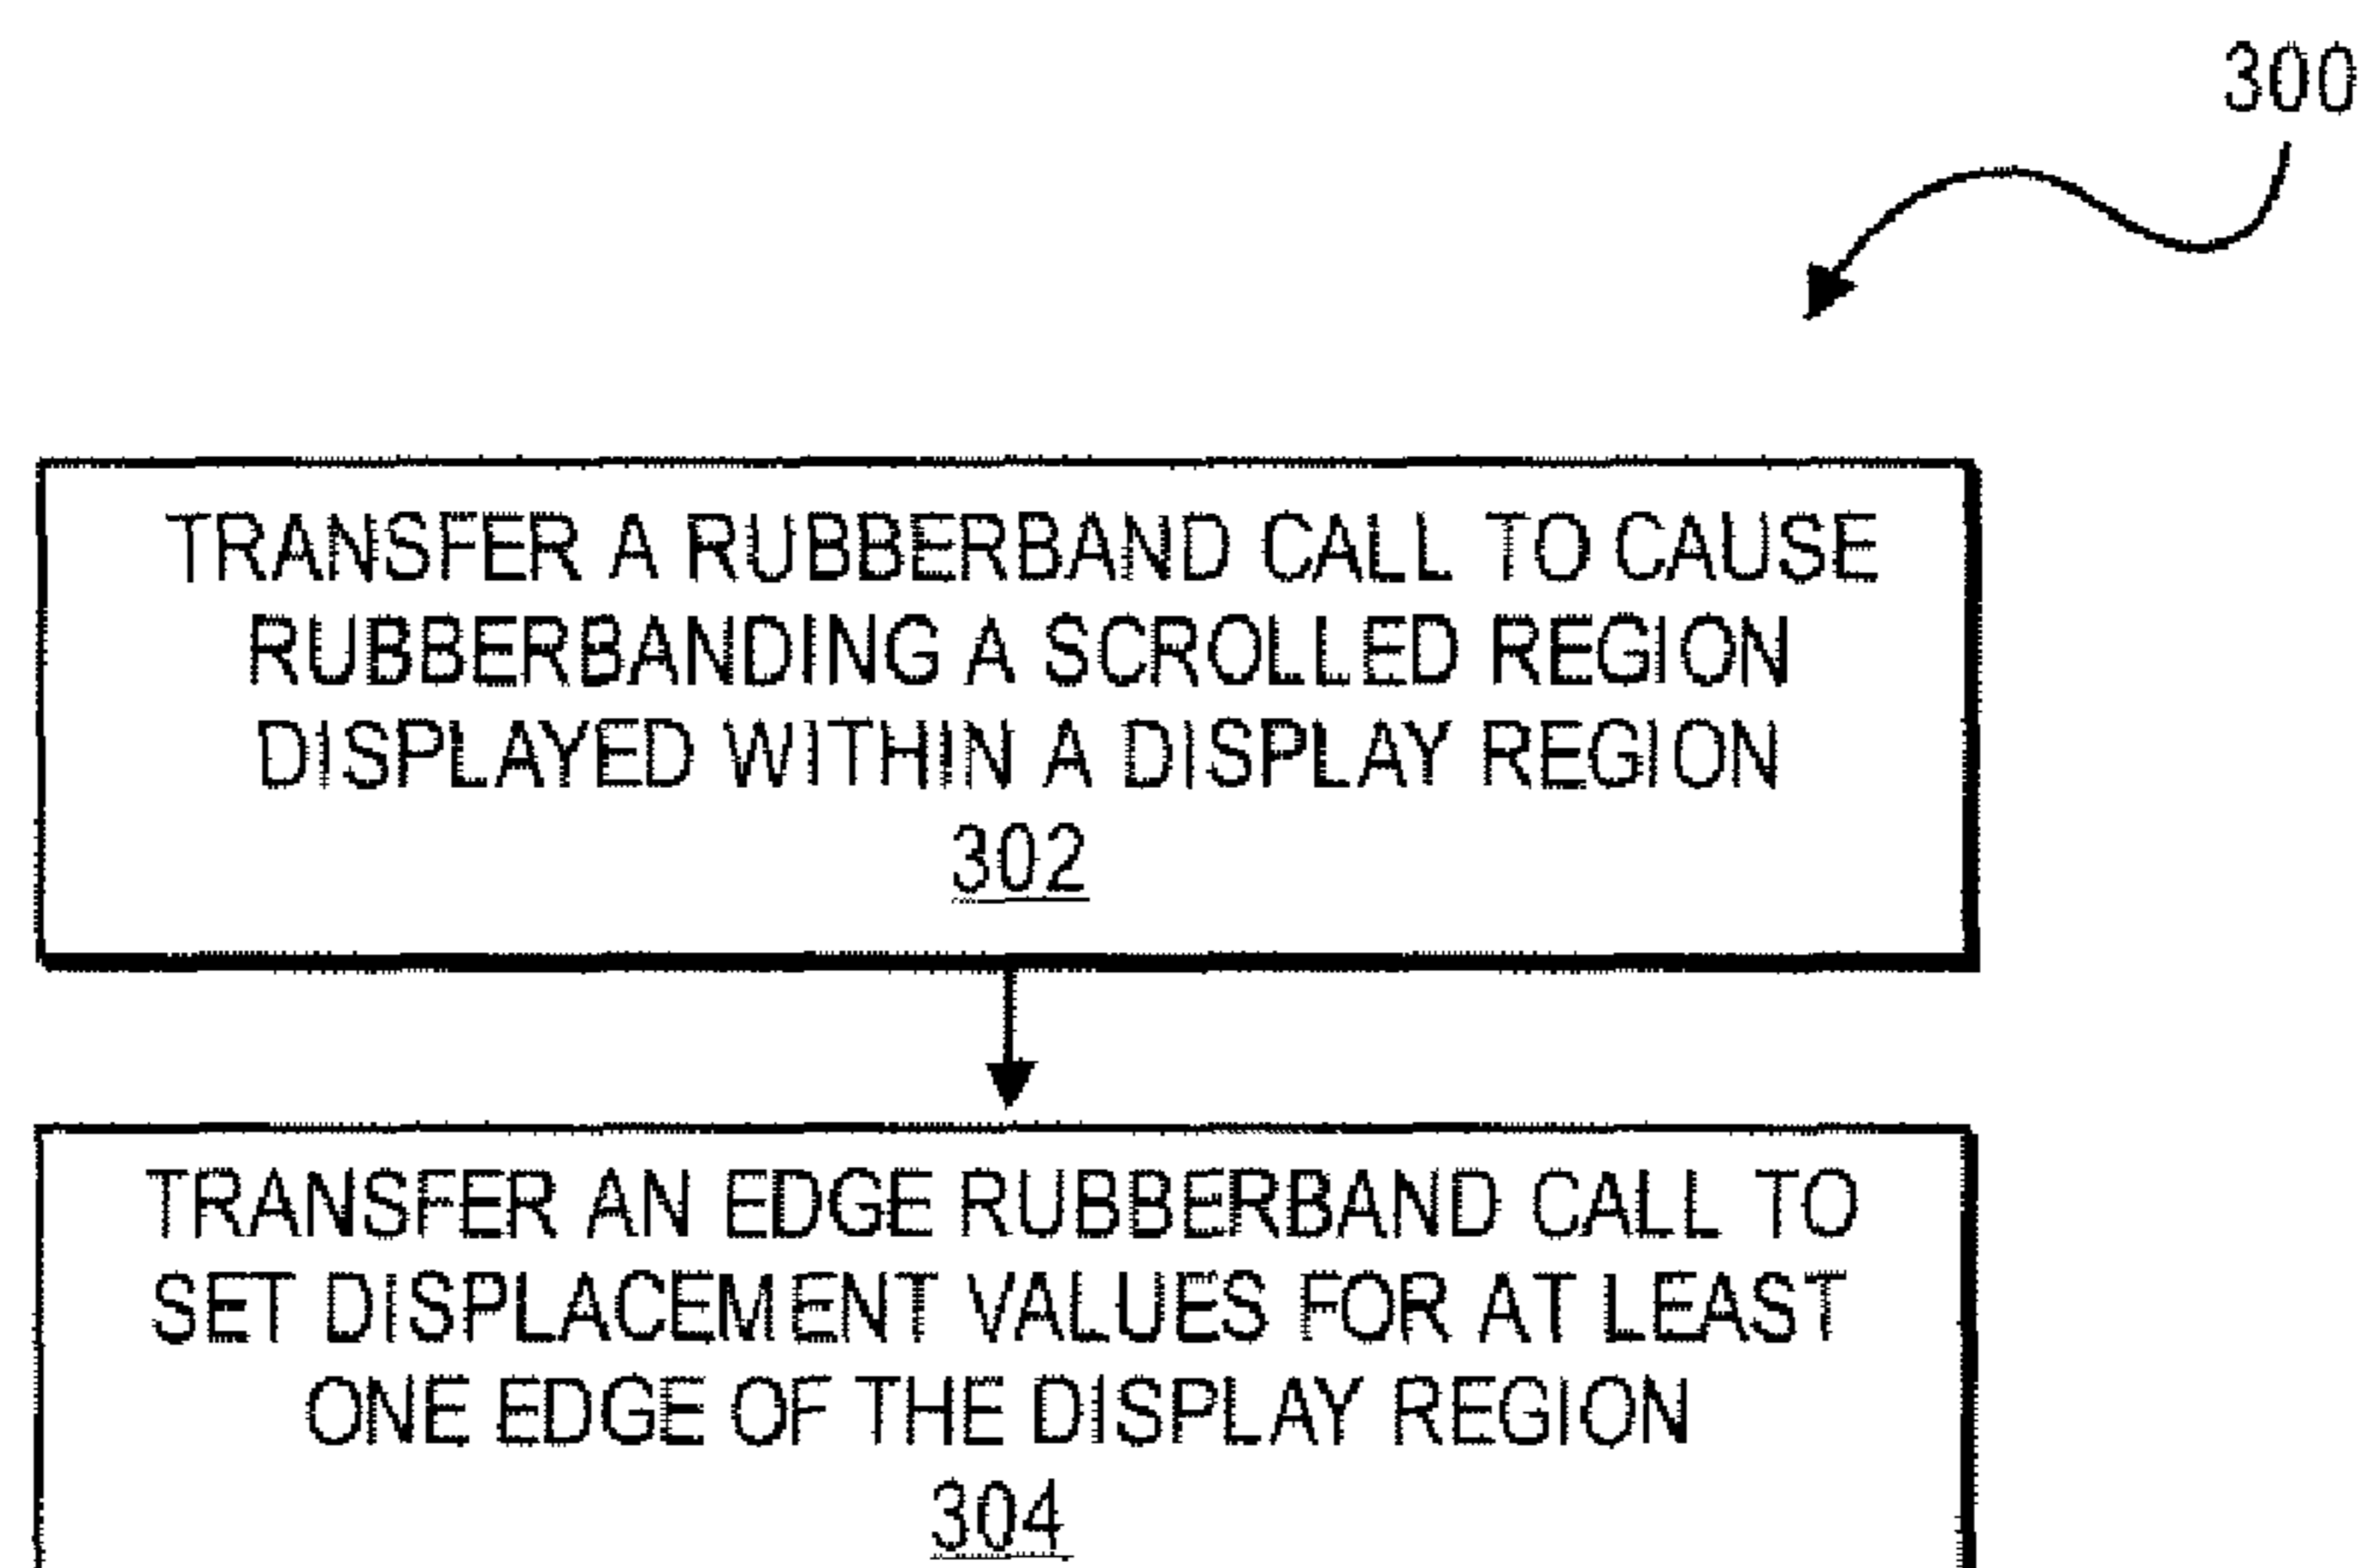 300
TRANSFER A RUBBERBAND CALL TO CAUSE
RUBBERBANDING A SCROLLED REGION
DISPLAYED WITHIN A DISPLAY REGION
302
TRANSFER AN EDGE RUBBERBAND CALL TO
SET DISPLACEMENT VALUES FOR AT LEAST
ONE EDGE OF THE DISPLAY REGION
304